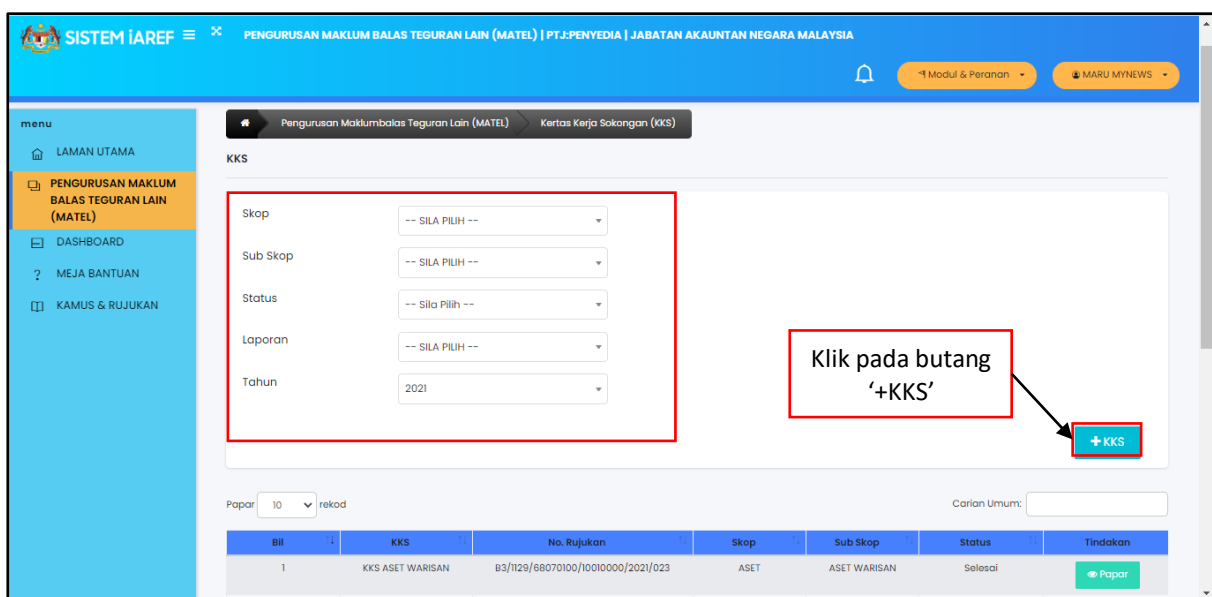 SISTEM iAREF
PENGURUSAN MAKLUM BALAS TEGURAN LAIN (MATEL) | PTJ:PENYEDIA | JABATAN AKAUNTAN NEGARA MALAYSIA
Modul & Peranan
MARU MYNEWS
menu
LAMAN UTAMA
PENGURUSAN MAKLUM
BALAS TEGURAN LAIN
(MATEL)
DASHBOARD
? MEJA BANTUAN
KAMUS & RUJUKAN
Pengurusan Maklumbalas Teguran Lain (MATEL) Kertas Kerja Sokongan (KKS)
KKS
Skop -- SILA PILIH --
Sub Skop -- SILA PILIH --
Status -- Sila Pilih --
Laporan -- SILA PILIH --
Tahun 2021
Klik pada butang
‘+KKS’
+ KKS
Papar 10 rekod
Carian Umum:
Bil KKS No. Rujukan Skop Sub Skop Status Tindakan
1 KKS ASET WARISAN B3/1129/68070100/10010000/2021/023 ASET ASET WARISAN Selesai Papar